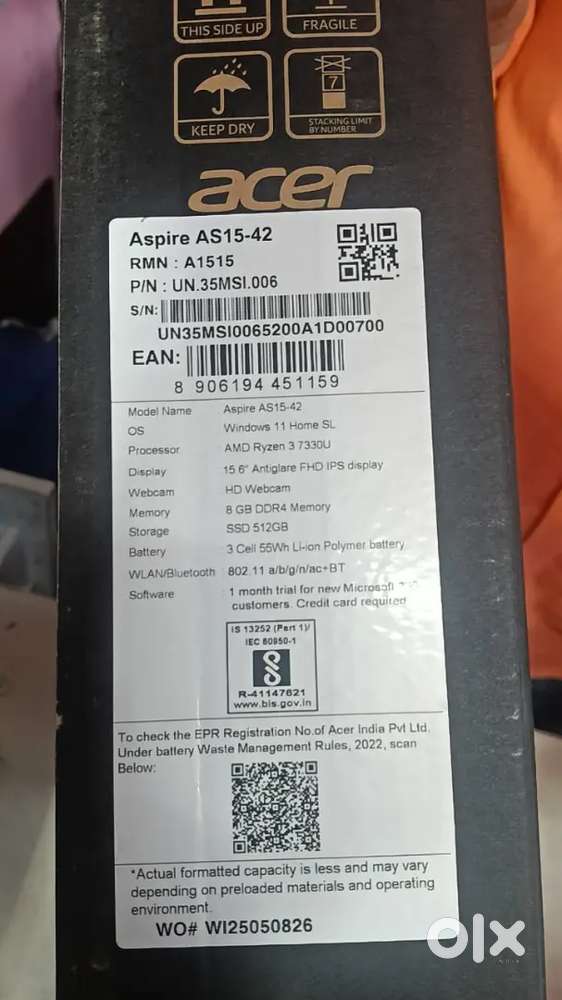 THIS SIDE UP
FRAGILE
KEEP DRY
7
STACKING LIMIT
BY NUMBER
acer
Aspire AS15-42
RMN : A1515
P/N : UN.35MSI.006
S/N:
UN35MSI0065200A1D00700
EAN:
8 906194 451159
Model Name Aspire AS15-42
OS Windows 11 Home SL
Processor AMD Ryzen 3 7330U
Display 15.6" Antiglare FHD IPS display
Webcam HD Webcam
Memory 8 GB DDR4 Memory
Storage SSD 512GB
Battery 3 Cell 55Wh Li-ion Polymer battery
WLAN/Bluetooth 802.11 a/b/g/n/ac+BT
Software 1 month trial for new Microsoft
customers. Credit card required
IS 13252 (Part 1)/
IEC 60950-1
R-41147621
www.bis.gov.in
To check the EPR Registration No.of Acer India Pvt Ltd.
Under battery Waste Management Rules, 2022, scan
Below:
*Actual formatted capacity is less and may vary
depending on preloaded materials and operating
environment.
WO# WI25050826
olx
INDIA